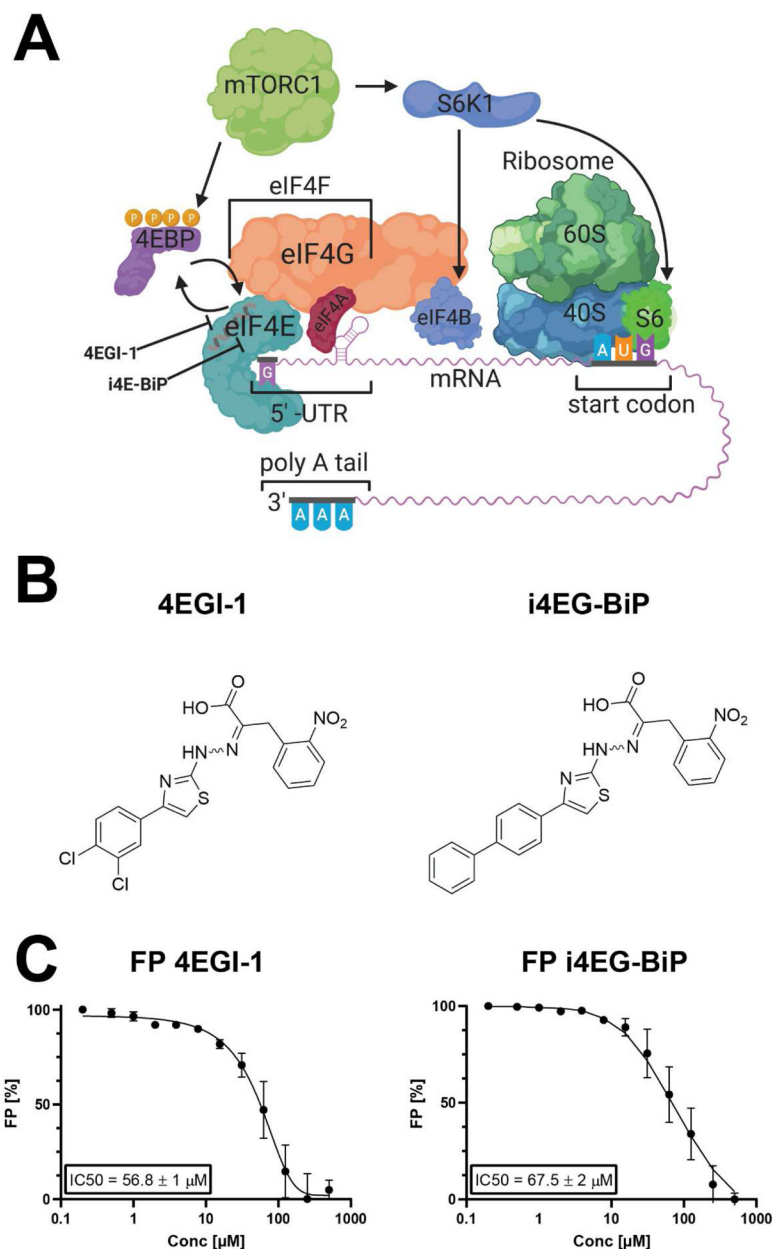 A
mTORC1
S6K1
eIF4F
Ribosome
P P P P
4EBP
eIF4G
60S
eIF4E
eIF4A
eIF4B
40S
S6
4EGI-1
i4E-BiP
A U G
G
mRNA
5'-UTR
start codon
poly A tail
3'
A A A
B
4EGI-1
i4EG-BiP
HO
O
NO2
HN
N
N
S
Cl
Cl
HO
O
NO2
HN
N
N
S
C
FP 4EGI-1
FP i4EG-BiP
FP [%]
100
50
0
IC50 = 56.8 ± 1 μM
0.1 1 10 100 1000
Conc [μM]
FP [%]
100
50
0
IC50 = 67.5 ± 2 μM
0.1 1 10 100 1000
Conc [μM]